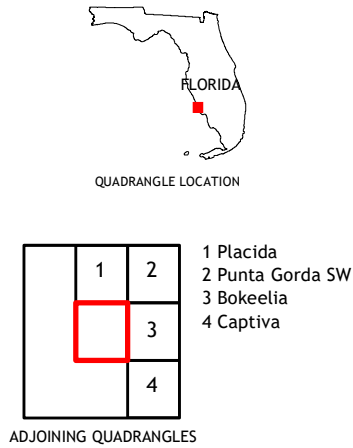 FLORIDA
QUADRANGLE LOCATION
1 2
3
4
1 Placida
2 Punta Gorda SW
3 Bokeelia
4 Captiva
ADJOINING QUADRANGLES